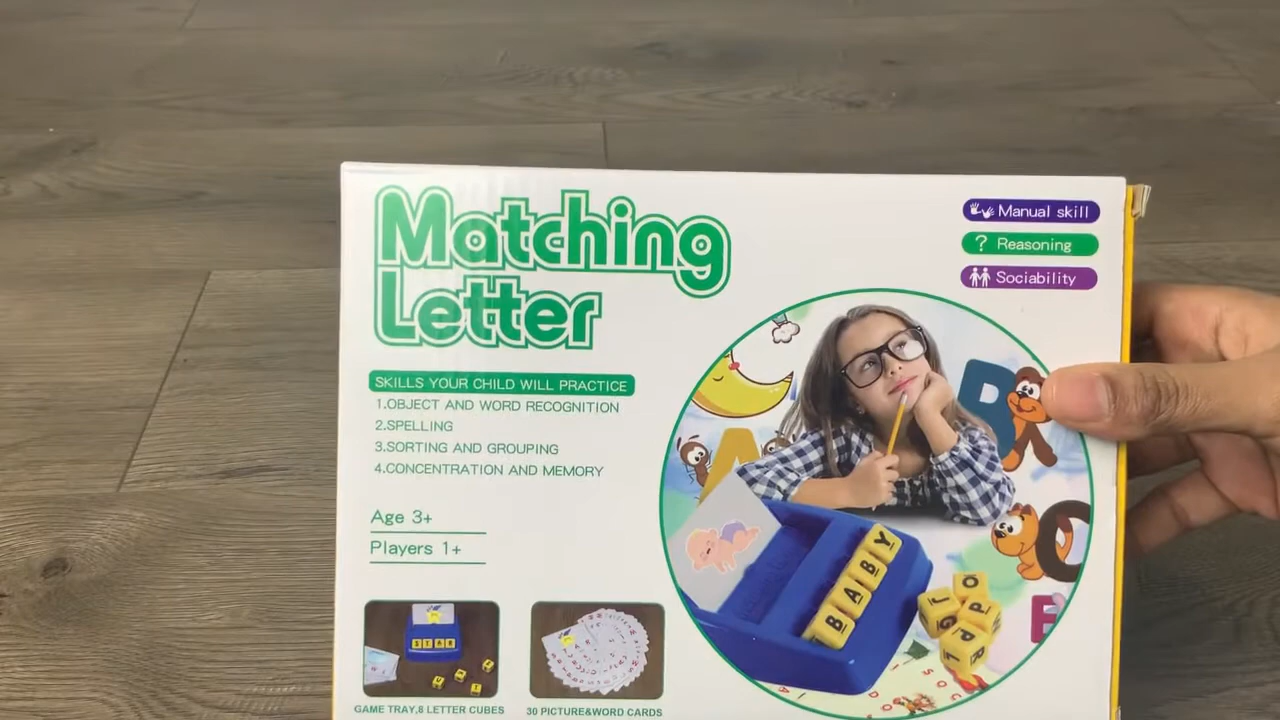 Matching
Letter
Manual skill
? Reasoning
Sociability
SKILLS YOUR CHILD WILL PRACTICE
1.OBJECT AND WORD RECOGNITION
2.SPELLING
3.SORTING AND GROUPING
4.CONCENTRATION AND MEMORY
Age 3+
Players 1+
A
B
O
E
BABY
O
J
G
P
P
L
STAR
GAME TRAY,8 LETTER CUBES
30 PICTURE&WORD CARDS